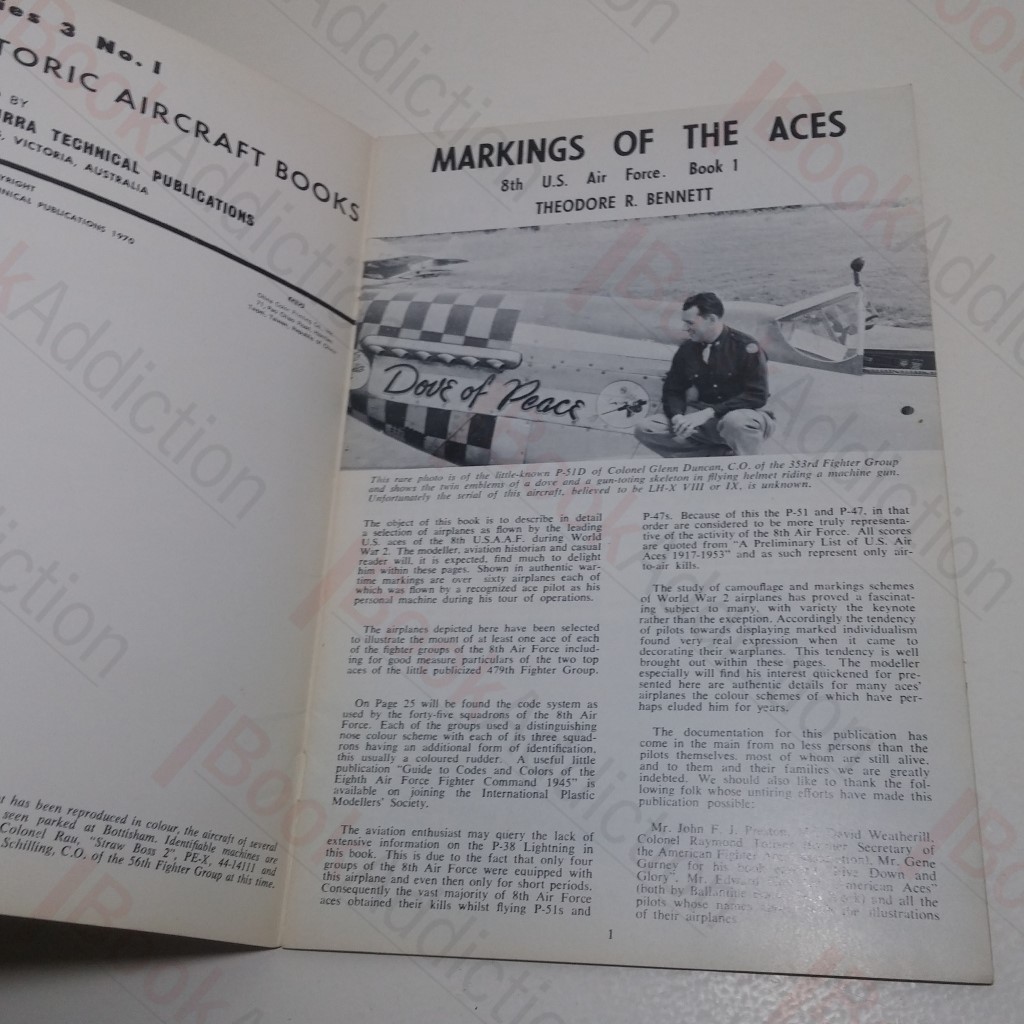 ies 3 No. 1
TORIC AIRCRAFT BOOKS
BY
RRA TECHNICAL PUBLICATIONS
VICTORIA, AUSTRALIA
YRIGHT
NICAL PUBLICATIONS 1970
t has been reproduced in colour, the aircraft of several
seen parked at Bottisham. Identifiable machines are
Colonel Rau, "Straw Boss 2", PE-X, 44-14111 and
Schilling, C.O. of the 56th Fighter Group at this time.
MARKINGS OF THE ACES
8th U.S. Air Force. Book 1
THEODORE R. BENNETT
Dove of Peace
This rare photo is of the little-known P-51D of Colonel Glenn Duncan, C.O. of the 353rd Fighter Group
and shows the twin emblems of a dove and a gun-toting skeleton in flying helmet riding a machine gun.
Unfortunately the serial of this aircraft, believed to be LH-X VIII or IX, is unknown.
The object of this book is to describe in detail
a selection of airplanes as flown by the leading
U.S. aces of the 8th U.S.A.A.F. during World
War 2. The modeller, aviation historian and casual
reader will, it is expected, find much to delight
him within these pages. Shown in authentic war-
time markings are over sixty airplanes each of
which was flown by a recognized ace pilot as his
personal machine during his tour of operations.
The airplanes depicted here have been selected
to illustrate the mount of at least one ace of each
of the fighter groups of the 8th Air Force includ-
ing for good measure particulars of the two top
aces of the little publicized 479th Fighter Group.
On Page 25 will be found the code system as
used by the forty-five squadrons of the 8th Air
Force. Each of the groups used a distinguishing
nose colour scheme with each of its three squad-
rons having an additional form of identification,
this usually a coloured rudder. A useful little
publication "Guide to Codes and Colors of the
Eighth Air Force Fighter Command 1945" is
available on joining the International Plastic
Modellers' Society.
The aviation enthusiast may query the lack of
extensive information on the P-38 Lightning in
this book. This is due to the fact that only four
groups of the 8th Air Force were equipped with
this airplane and even then only for short periods.
Consequently the vast majority of 8th Air Force
aces obtained their kills whilst flying P-51s and
P-47s. Because of this the P-51 and P-47, in that
order are considered to be more truly representa-
tive of the activity of the 8th Air Force. All scores
are quoted from "A Preliminary List of U.S. Air
Aces 1917-1953" and as such represent only air-
to-air kills.
The study of camouflage and markings schemes
of World War 2 airplanes has proved a fascinat-
ing subject to many, with variety the keynote
rather than the exception. Accordingly the tendency
of pilots towards displaying marked individualism
found very real expression when it came to
decorating their warplanes. This tendency is well
brought out within these pages. The modeller
especially will find his interest quickened for pre-
sented here are authentic details for many aces'
airplanes the colour schemes of which have per-
haps eluded him for years.
The documentation for this publication has
come in the main from no less persons than the
pilots themselves, most of whom are still alive,
and to them and their families we are greatly
indebted. We should also like to thank the fol-
lowing folk whose untiring efforts have made this
publication possible:
Mr. John F. J. Preston, David Weatherill,
Colonel Raymond Secretary of
the American Fighter Mr. Gene
Gurney for his book Down and
Glory", Mr. Edward American Aces"
(both by Ballantine and all the
pilots whose names illustrations
of their airplanes.
1
BookAddiction